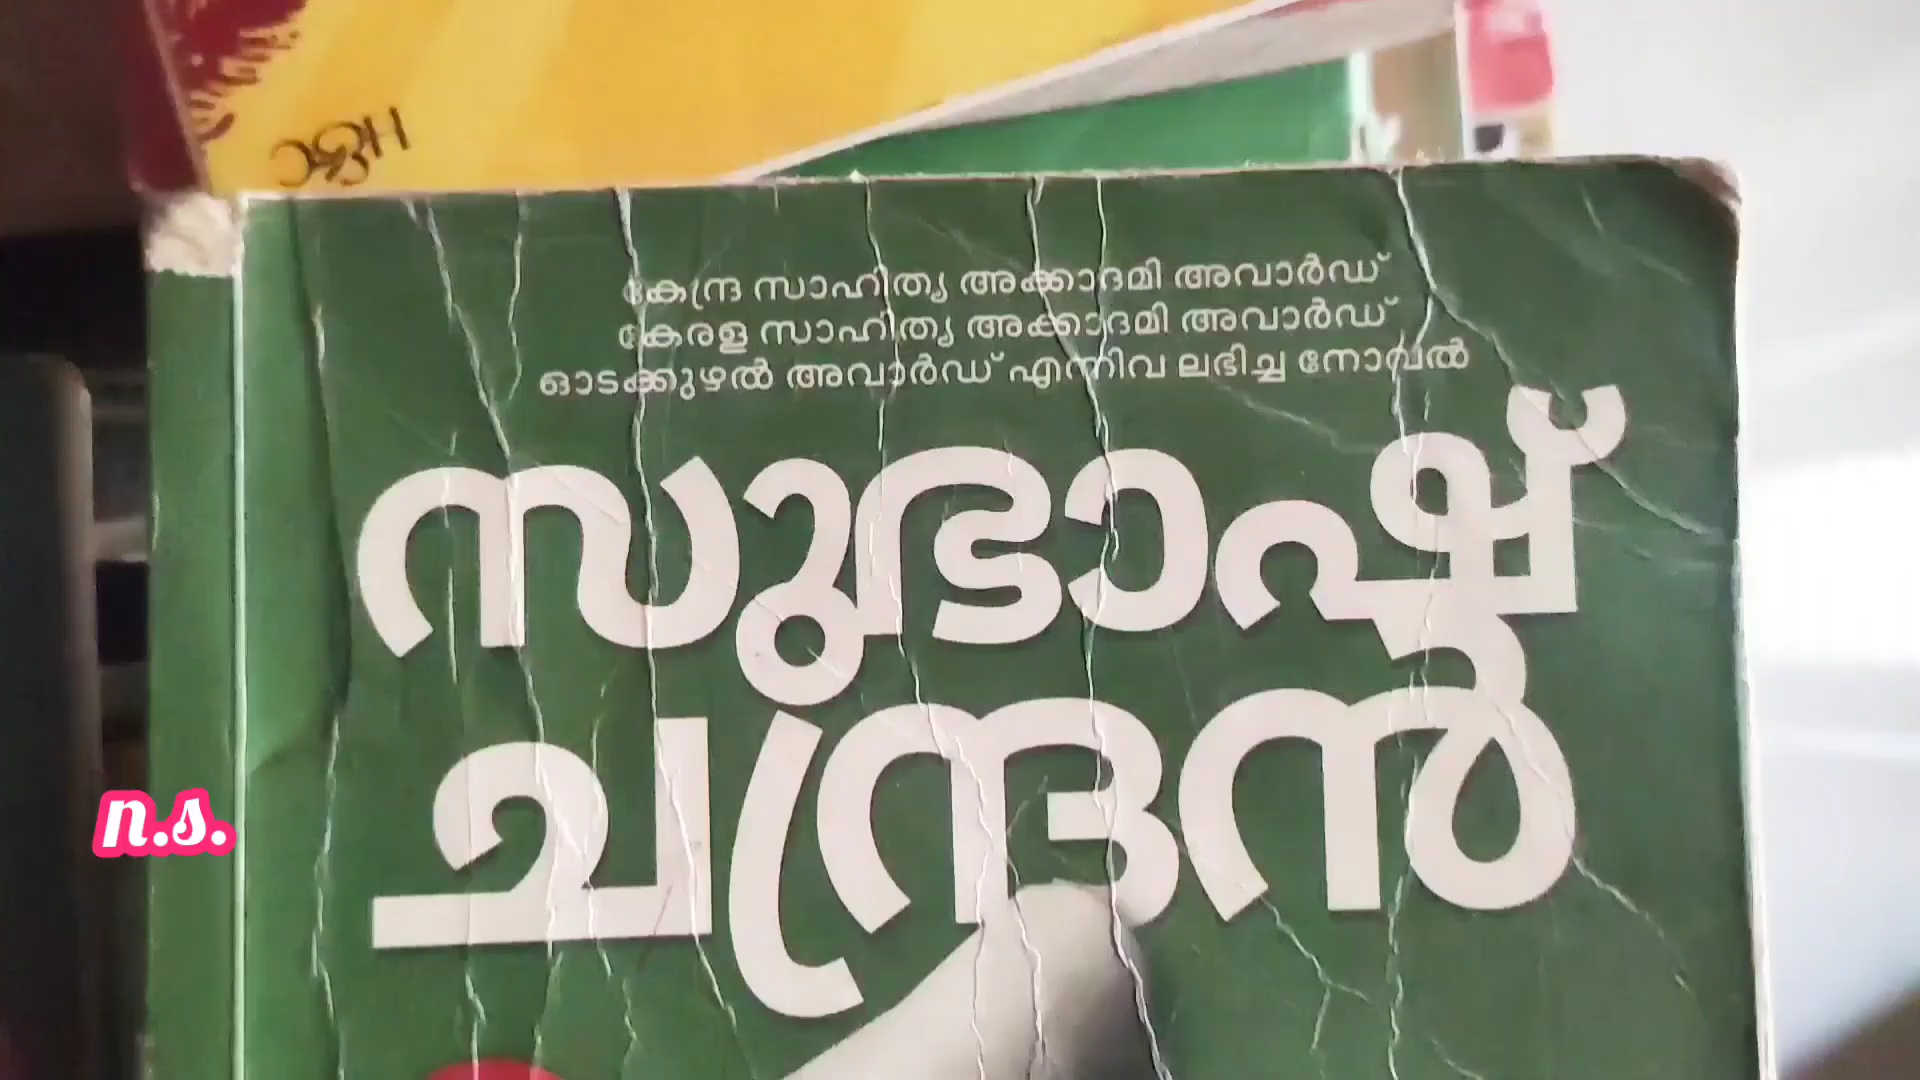 കേന്ദ്ര സാഹിത്യ അക്കാദമി അവാർഡ്
കേരള സാഹിത്യ അക്കാദമി അവാർഡ്
ഓടക്കുഴൽ അവാർഡ് എന്നിവ ലഭിച്ച നോവൽ
സുഭാഷ്
ചന്ദ്രൻ
n.s.